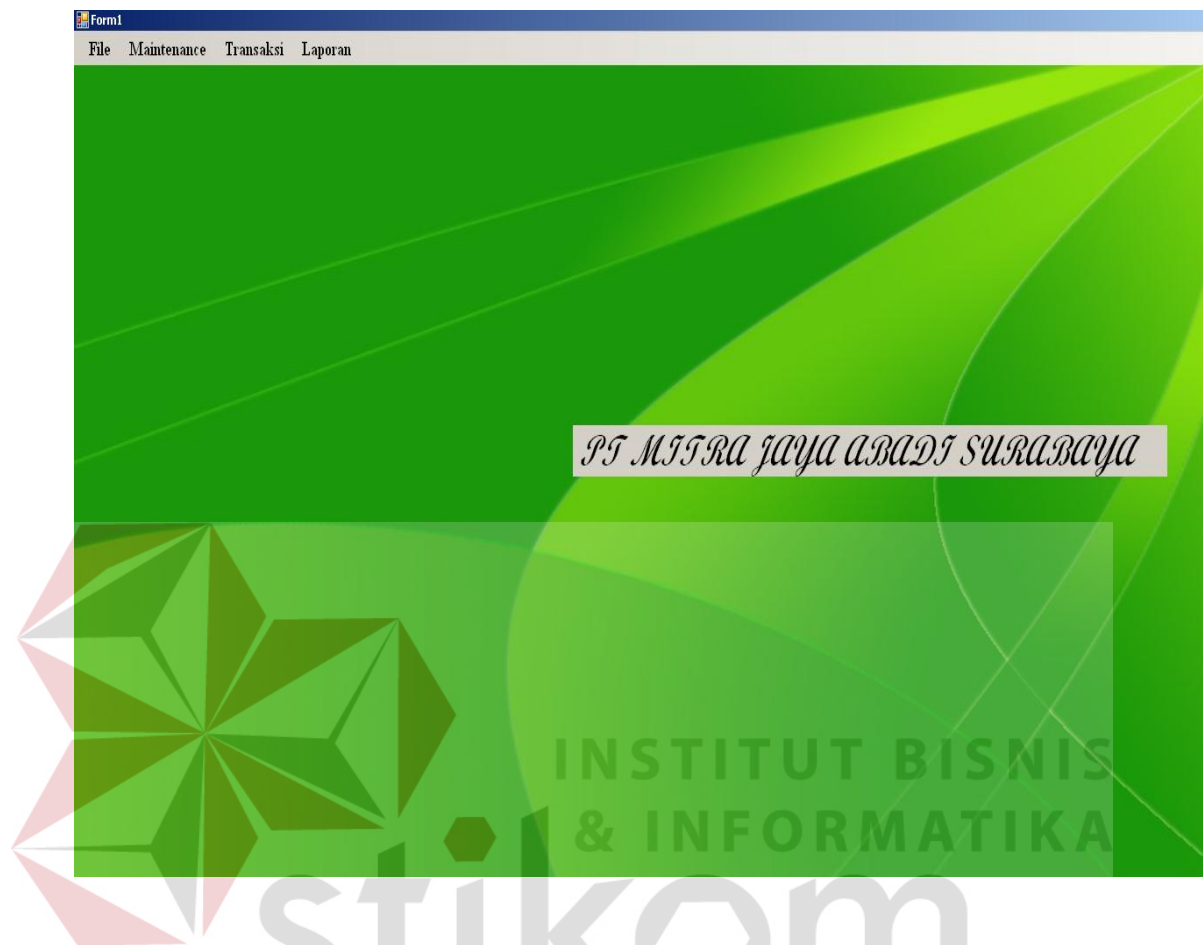 Form1
File Maintenance Transaksi Laporan
PT MITRA JAYA ABADI SURABAYA
INSTITUT BISNIS
& INFORMATIKA
stikom